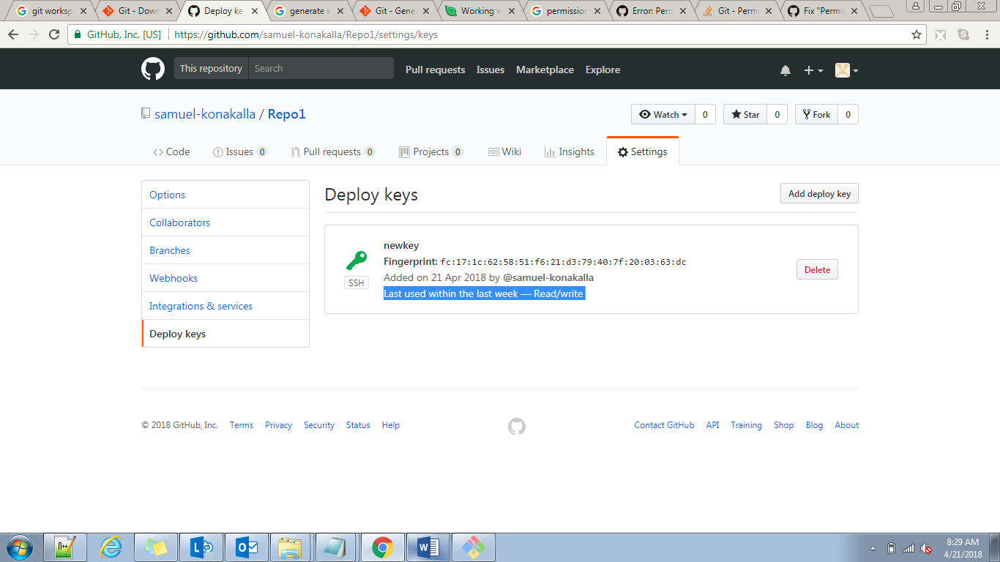 git worksp
Git - Down
Deploy key
generate s
Git - Gene
Working w
permission
Error: Perm
Git - Permi
Fix "Permis
GitHub, Inc. [US]
https://github.com/samuel-konakalla/Repo1/settings/keys
This repository
Search
Pull requests
Issues
Marketplace
Explore
samuel-konakalla / Repo1
Watch 0
Star 0
Fork 0
Code
Issues 0
Pull requests 0
Projects 0
Wiki
Insights
Settings
Options
Collaborators
Branches
Webhooks
Integrations & services
Deploy keys
Deploy keys
Add deploy key
newkey
Fingerprint: fc:17:1c:62:58:51:f6:21:d3:79:40:7f:20:03:63:dc
SSH
Added on 21 Apr 2018 by @samuel-konakalla
Last used within the last week — Read/write
Delete
© 2018 GitHub, Inc.
Terms
Privacy
Security
Status
Help
Contact GitHub
API
Training
Shop
Blog
About
8:29 AM
4/21/2018